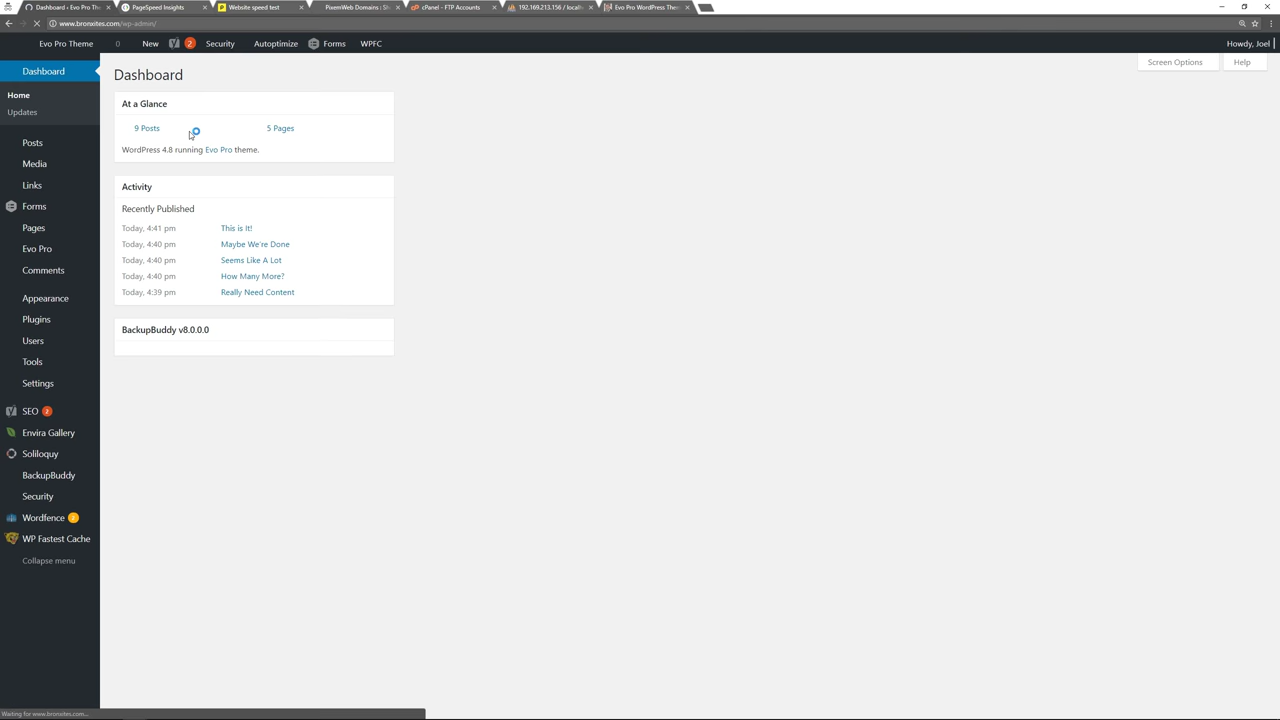 Dashboard ‹ Evo Pro The
PageSpeed Insights
Website speed test
PixemWeb Domains : Sh
cPanel - FTP Accounts
192.169.213.156 / localh
Evo Pro WordPress Them
www.bronxites.com/wp-admin/
Evo Pro Theme
0
New
2
Security
Autoptimize
Forms
WPFC
Howdy, Joel
Dashboard
Home
Updates
Posts
Media
Links
Forms
Pages
Evo Pro
Comments
Appearance
Plugins
Users
Tools
Settings
SEO 2
Envira Gallery
Soliloquy
BackupBuddy
Security
Wordfence 2
WP Fastest Cache
Collapse menu
Screen Options
Help
Dashboard
At a Glance
9 Posts
5 Pages
WordPress 4.8 running Evo Pro theme.
Activity
Recently Published
Today, 4:41 pm This is It!
Today, 4:40 pm Maybe We're Done
Today, 4:40 pm Seems Like A Lot
Today, 4:40 pm How Many More?
Today, 4:39 pm Really Need Content
BackupBuddy v8.0.0.0
Waiting for www.bronxites.com...